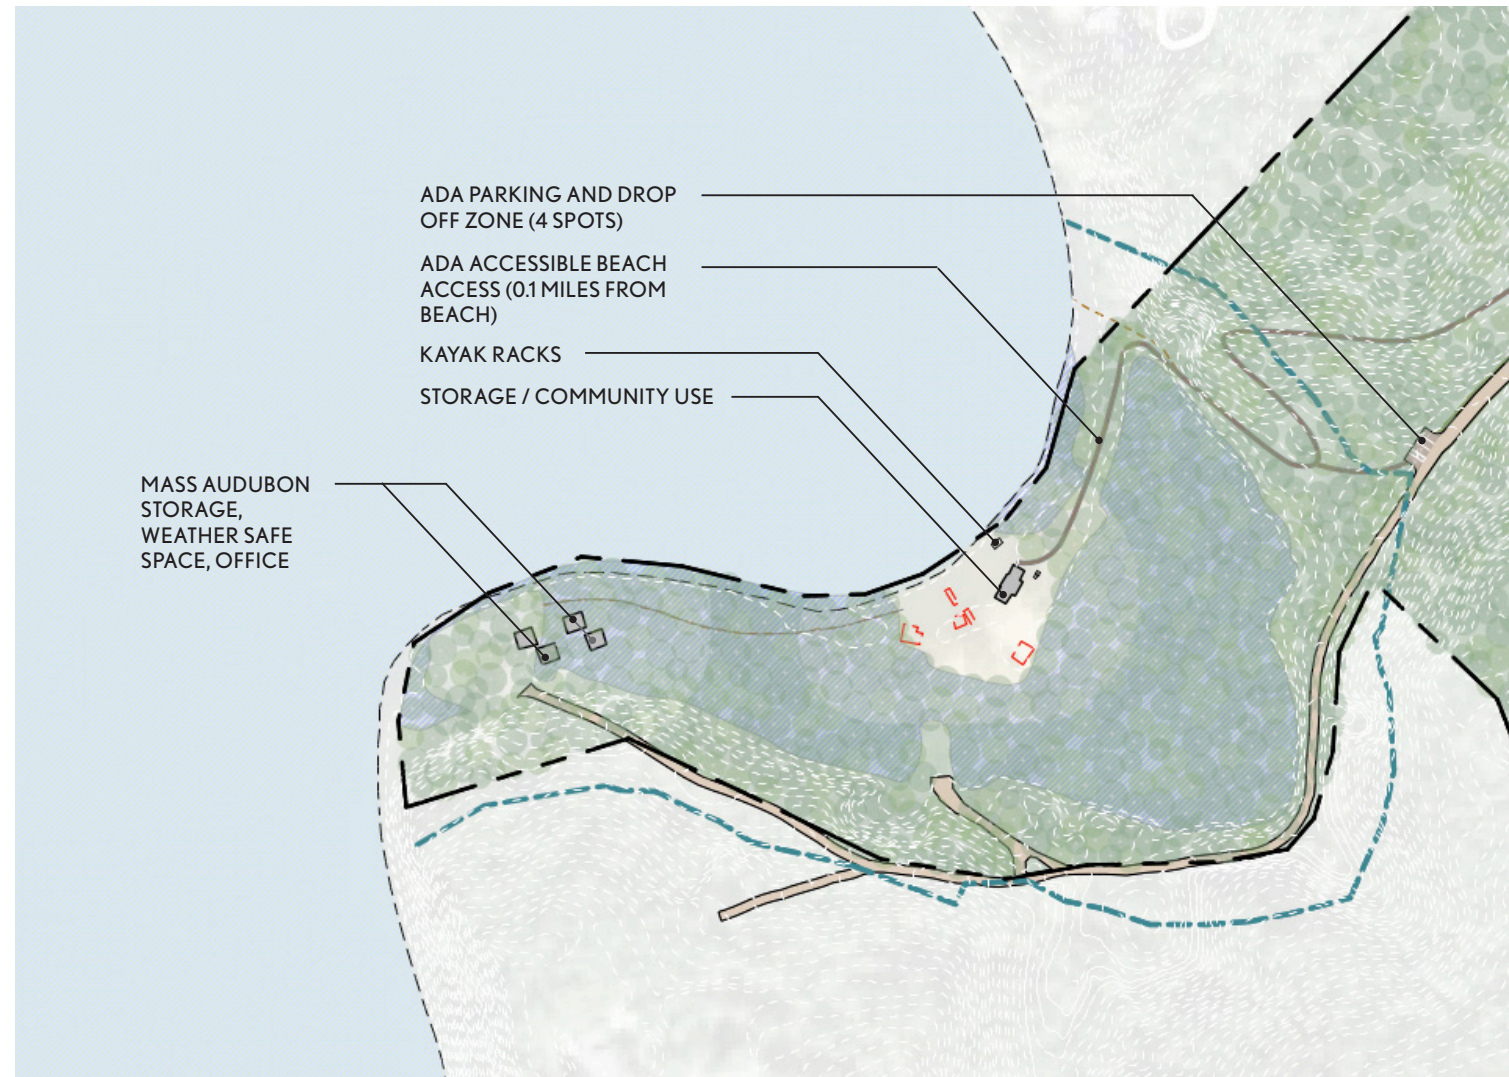 ADA PARKING AND DROP
OFF ZONE (4 SPOTS)
ADA ACCESSIBLE BEACH
ACCESS (0.1 MILES FROM
BEACH)
KAYAK RACKS
STORAGE / COMMUNITY USE
MASS AUDUBON
STORAGE,
WEATHER SAFE
SPACE, OFFICE